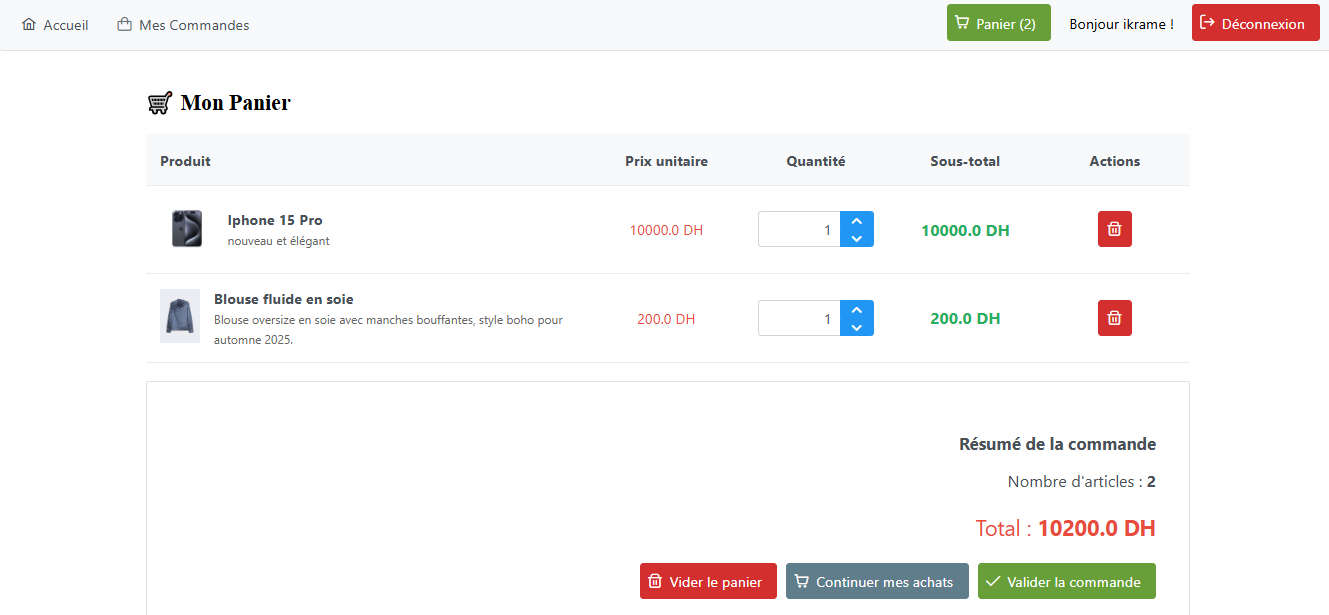 Accueil Mes Commandes Panier (2) Bonjour ikrame ! Déconnexion
Mon Panier
Produit Prix unitaire Quantité Sous-total Actions
Iphone 15 Pro
nouveau et élégant
10000.0 DH 1 10000.0 DH
Blouse fluide en soie
Blouse oversize en soie avec manches bouffantes, style boho pour
automne 2025.
200.0 DH 1 200.0 DH
Résumé de la commande
Nombre d'articles : 2
Total : 10200.0 DH
Vider le panier Continuer mes achats Valider la commande